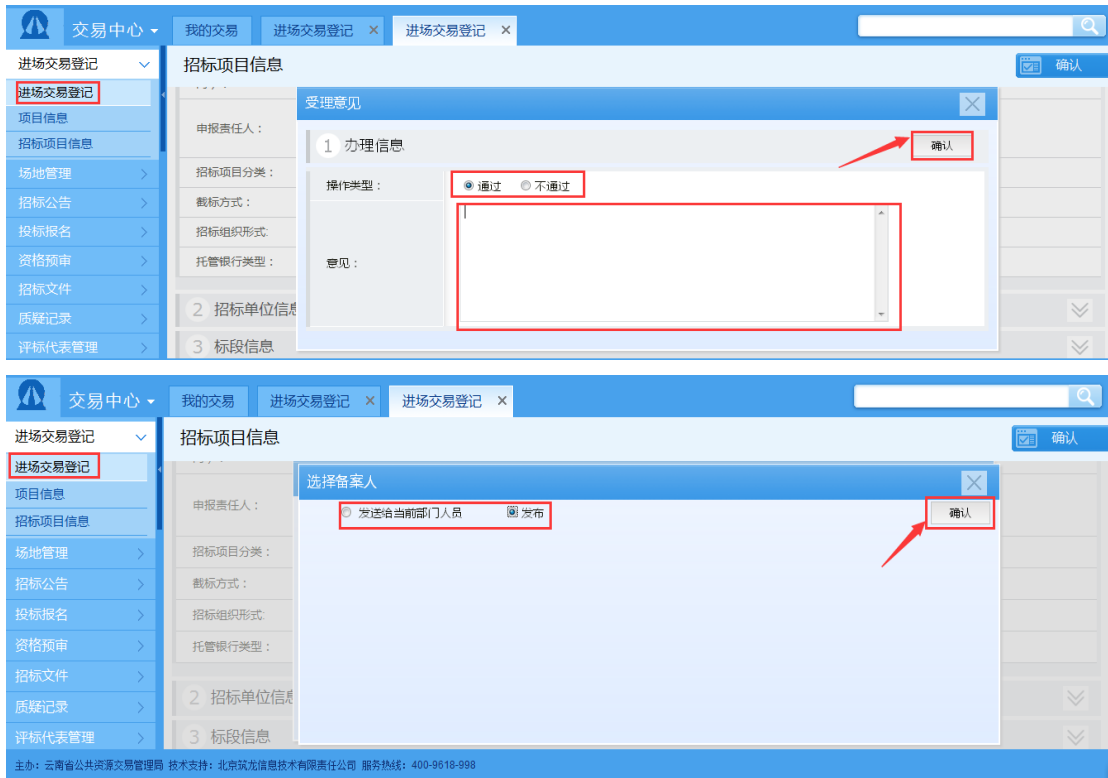 交易中心 我的交易 进场交易登记 × 进场交易登记 ×
进场交易登记 招标项目信息 确认
进场交易登记
项目信息
招标项目信息
场地管理
招标公告
投标报名
资格预审
招标文件
质疑记录
评标代表管理
申报责任人：
招标项目分类：
截标方式：
招标组织形式:
托管银行类型：
2 招标单位信息
3 标段信息
受理意见
1 办理信息 确认
操作类型： 通过 不通过
意见：
交易中心 我的交易 进场交易登记 × 进场交易登记 ×
进场交易登记 招标项目信息 确认
进场交易登记
项目信息
招标项目信息
场地管理
招标公告
投标报名
资格预审
招标文件
质疑记录
评标代表管理
申报责任人：
招标项目分类：
截标方式：
招标组织形式:
托管银行类型：
2 招标单位信息
3 标段信息
选择备案人
发送给当前部门人员 发布 确认
主办：云南省公共资源交易管理局 技术支持：北京筑龙信息技术有限责任公司 服务热线：400-9618-998